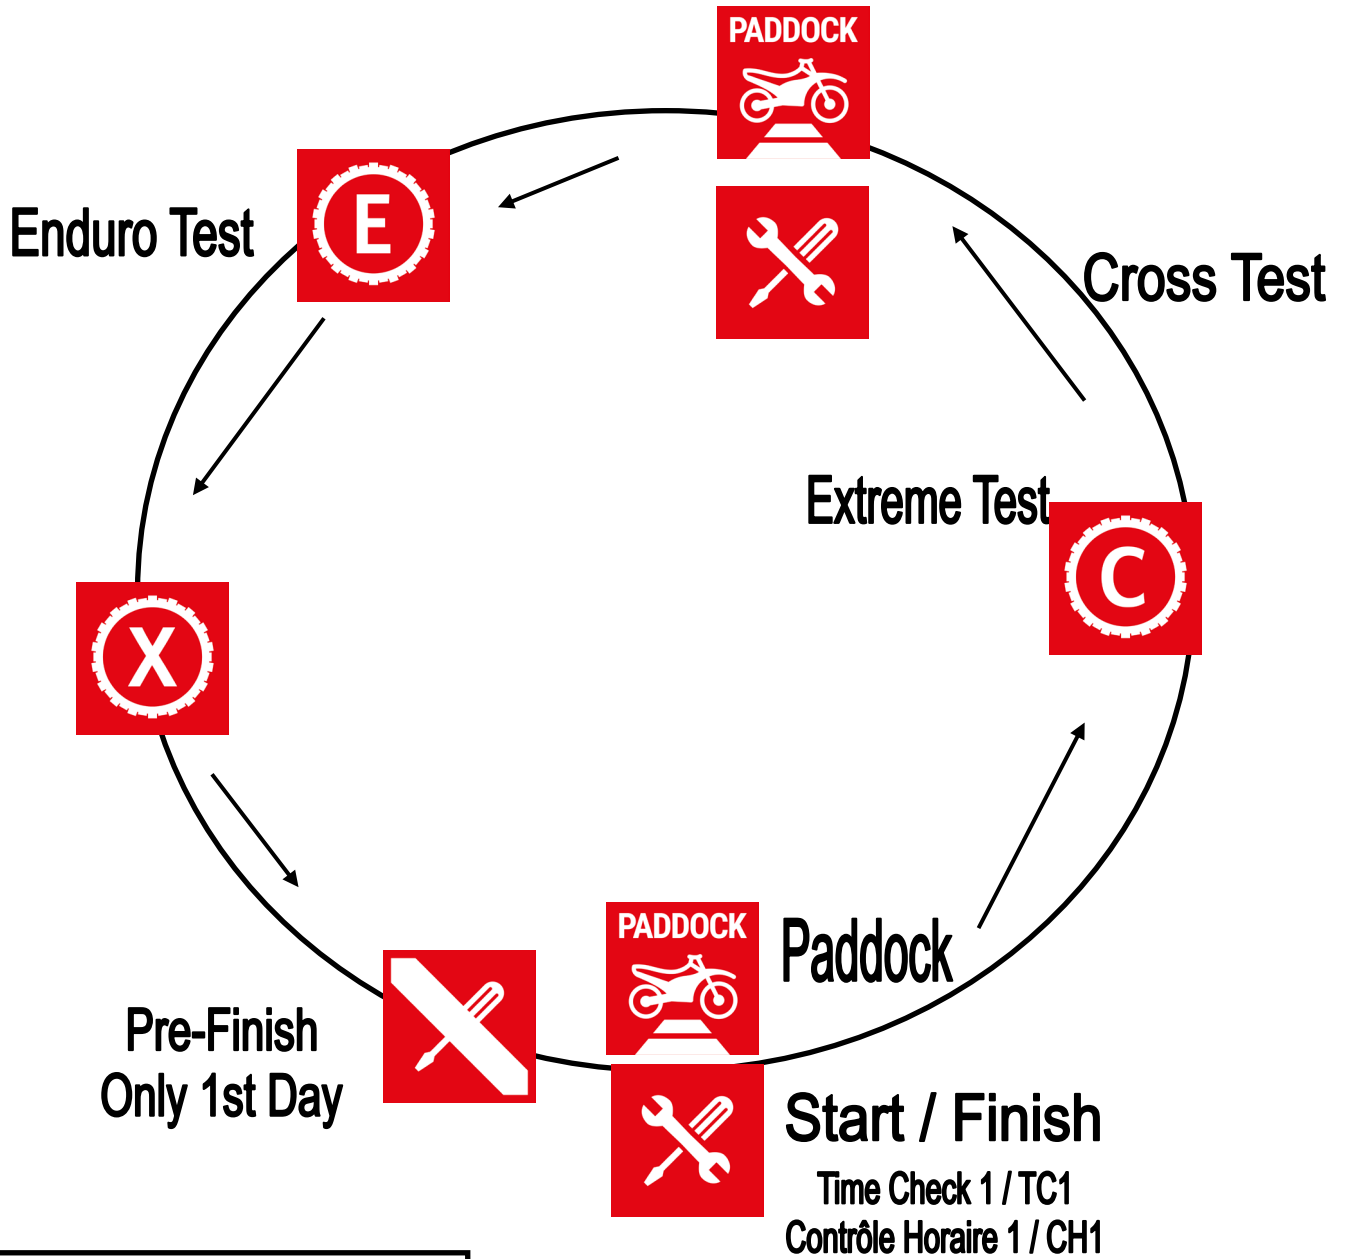 PADDOCK
E
Enduro Test
Cross Test
Extreme Test
C
X
PADDOCK
Paddock
Pre-Finish
Only 1st Day
Start / Finish
Time Check 1 / TC1
Contrôle Horaire 1 / CH1